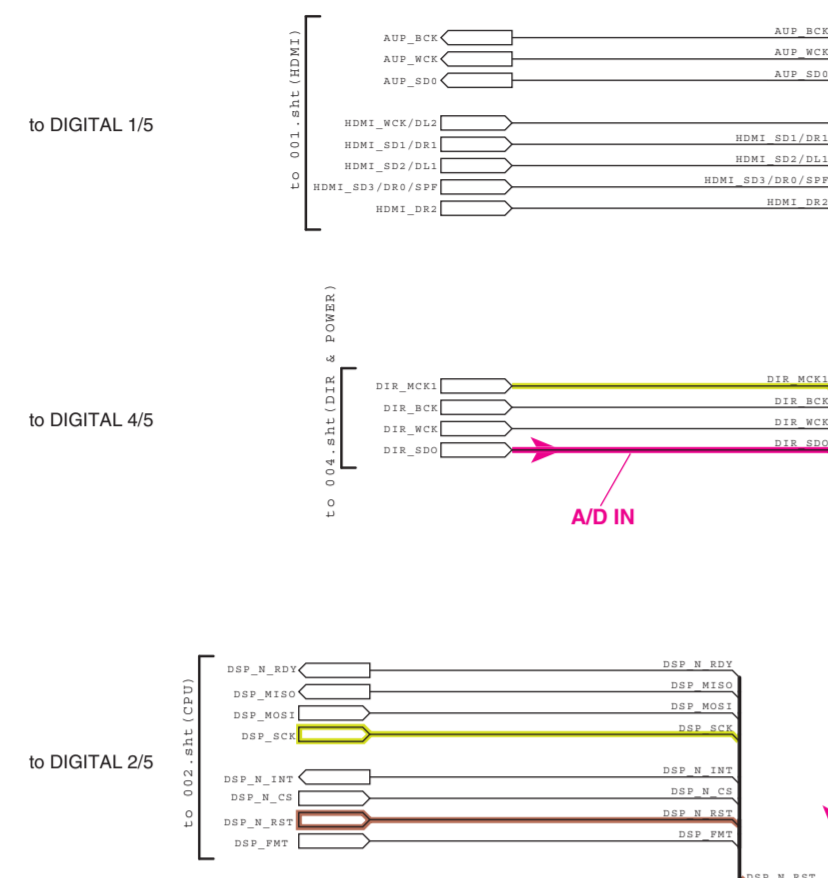 to DIGITAL 1/5
to 001.sht(HDMI)
AUP_BCK AUP_BCK
AUP_WCK AUP_WCK
AUP_SD0 AUP_SD0
HDMI_WCK/DL2
HDMI_SD1/DR1 HDMI_SD1/DR1
HDMI_SD2/DL1 HDMI_SD2/DL1
HDMI_SD3/DR0/SPF HDMI_SD3/DR0/SPF
HDMI_DR2 HDMI_DR2
to DIGITAL 4/5
to 004.sht(DIR & POWER)
DIR_MCK1 DIR_MCK1
DIR_BCK DIR_BCK
DIR_WCK DIR_WCK
DIR_SDO DIR_SDO
A/D IN
to DIGITAL 2/5
to 002.sht(CPU)
DSP_N_RDY DSP_N_RDY
DSP_MISO DSP_MISO
DSP_MOSI DSP_MOSI
DSP_SCK DSP_SCK
DSP_N_INT DSP_N_INT
DSP_N_CS DSP_N_CS
DSP_N_RST DSP_N_RST
DSP_FMT DSP_FMT
DSP_N_RST